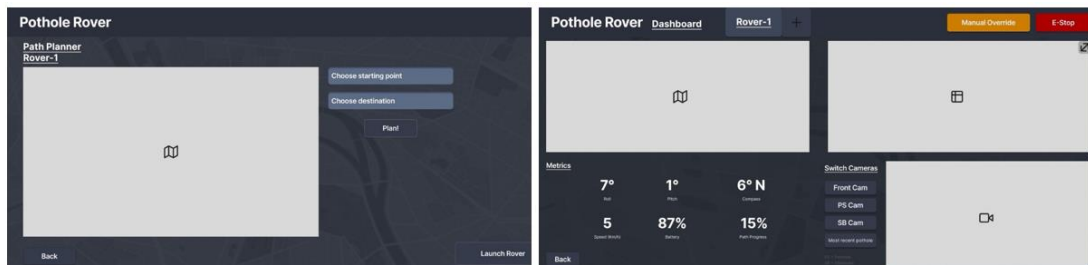 Pothole Rover
Path Planner
Rover-1
Choose starting point
Choose destination
Plan!
Back
Launch Rover
Pothole Rover Dashboard Rover-1 + Manual Override E-Stop
Metrics
7° 1° 6° N
Roll Pitch Compass
5 87% 15%
Speed (km/h) Battery Path Progress
Switch Cameras
Front Cam
PS Cam
SB Cam
Most recent pothole
Back